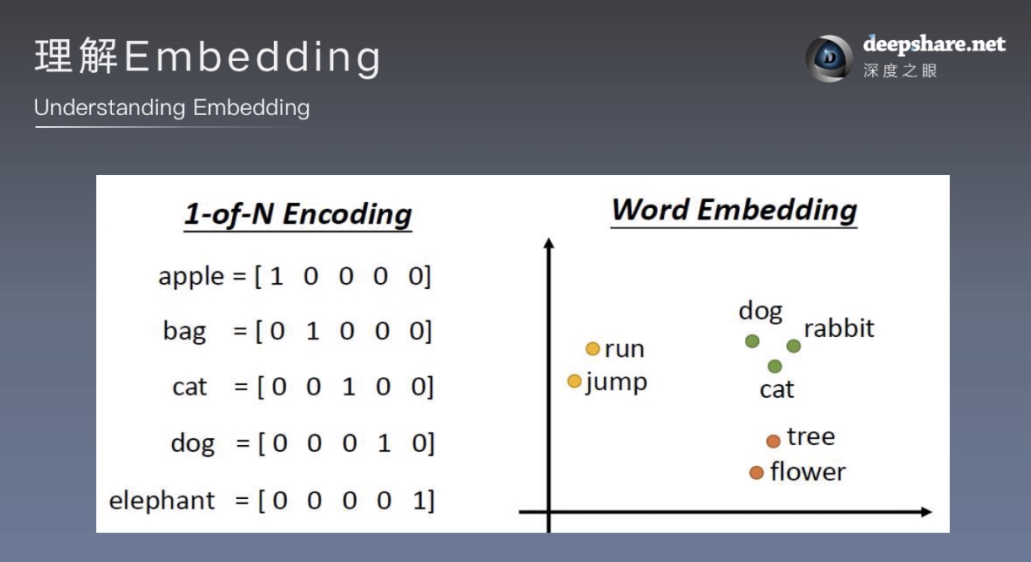 理解Embedding
Understanding Embedding
deepshare.net
深度之眼
1-of-N Encoding
apple = [ 1 0 0 0 0]
bag = [ 0 1 0 0 0]
cat = [ 0 0 1 0 0]
dog = [ 0 0 0 1 0]
elephant = [ 0 0 0 0 1]
Word Embedding
dog
rabbit
run
jump
cat
tree
flower